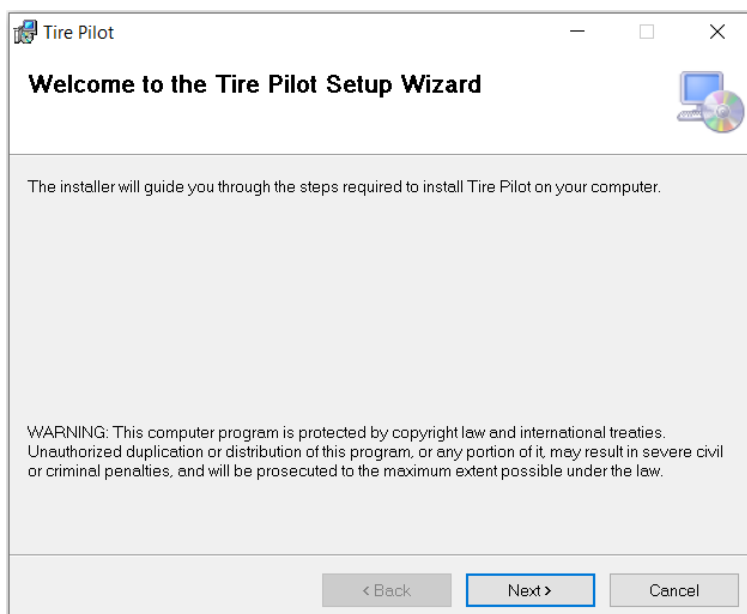 Tire Pilot
Welcome to the Tire Pilot Setup Wizard
The installer will guide you through the steps required to install Tire Pilot on your computer.
WARNING: This computer program is protected by copyright law and international treaties.
Unauthorized duplication or distribution of this program, or any portion of it, may result in severe civil
or criminal penalties, and will be prosecuted to the maximum extent possible under the law.
< Back Next > Cancel